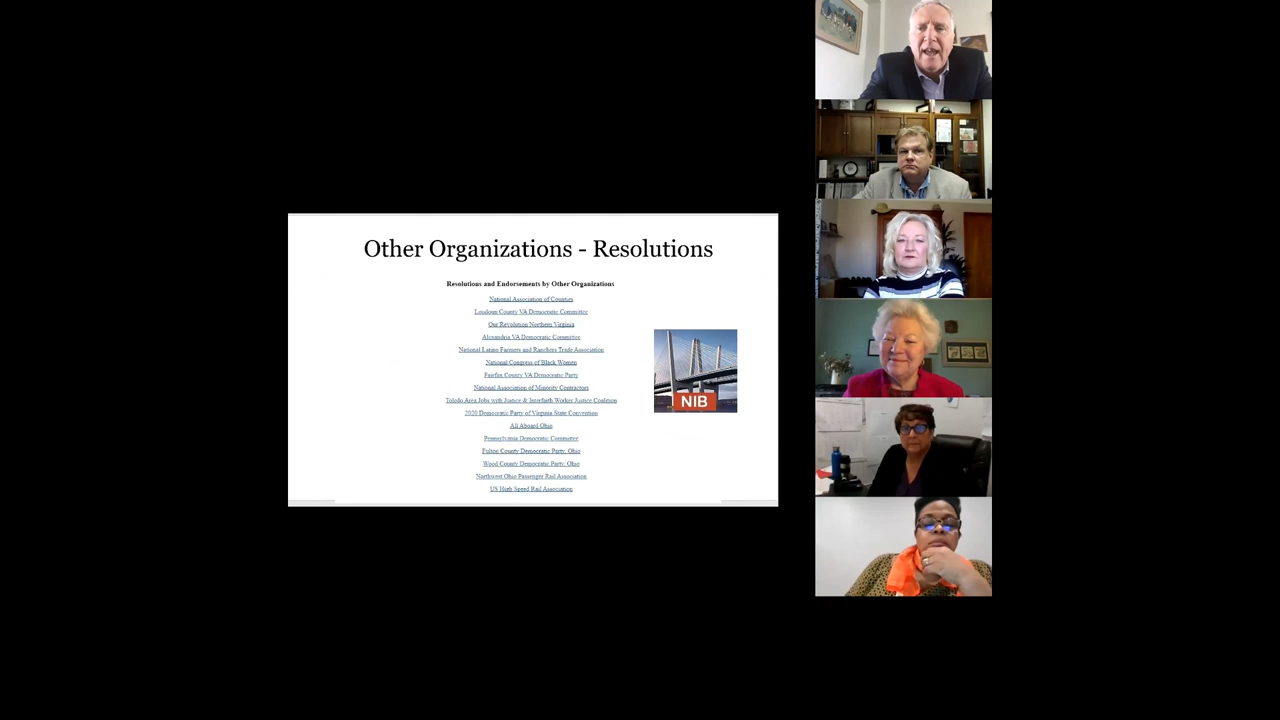 Other Organizations - Resolutions
Resolutions and Endorsements by Other Organizations
National Association of Counties
Loudoun County VA Democratic Committee
Our Revolution Northern Virginia
Alexandria VA Democratic Committee
National Latino Farmers and Ranchers Trade Association
National Congress of Black Women
Fairfax County VA Democratic Party
National Association of Minority Contractors
Toledo Area Jobs with Justice & Interfaith Worker Justice Coalition
2020 Democratic Party of Virginia State Convention
All Aboard Ohio
Pennsylvania Democratic Committee
Fulton County Democratic Party, Ohio
Wood County Democratic Party, Ohio
Northwest Ohio Passenger Rail Association
US High Speed Rail Association
NIB